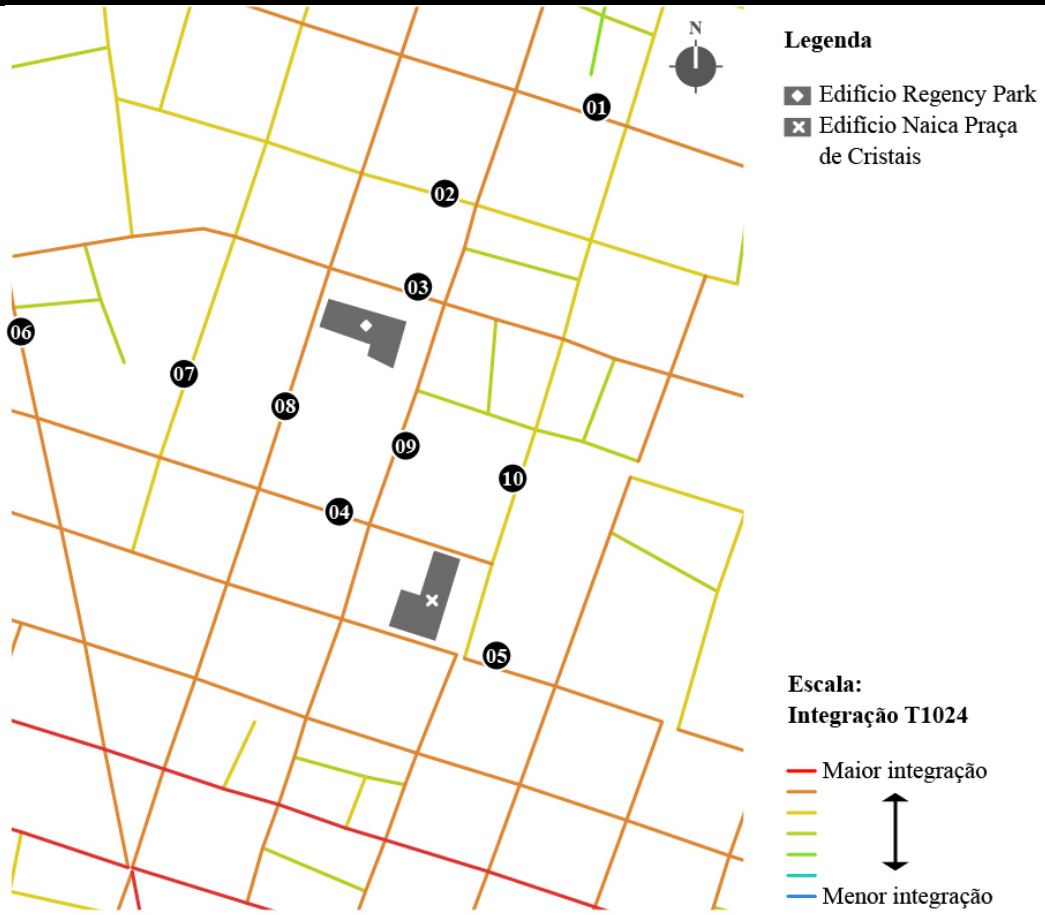 N
Legenda
Edifício Regency Park
Edifício Naica Praça
de Cristais
01
02
03
06
07
08
09
10
04
05
Escala:
Integração T1024
Maior integração
Menor integração